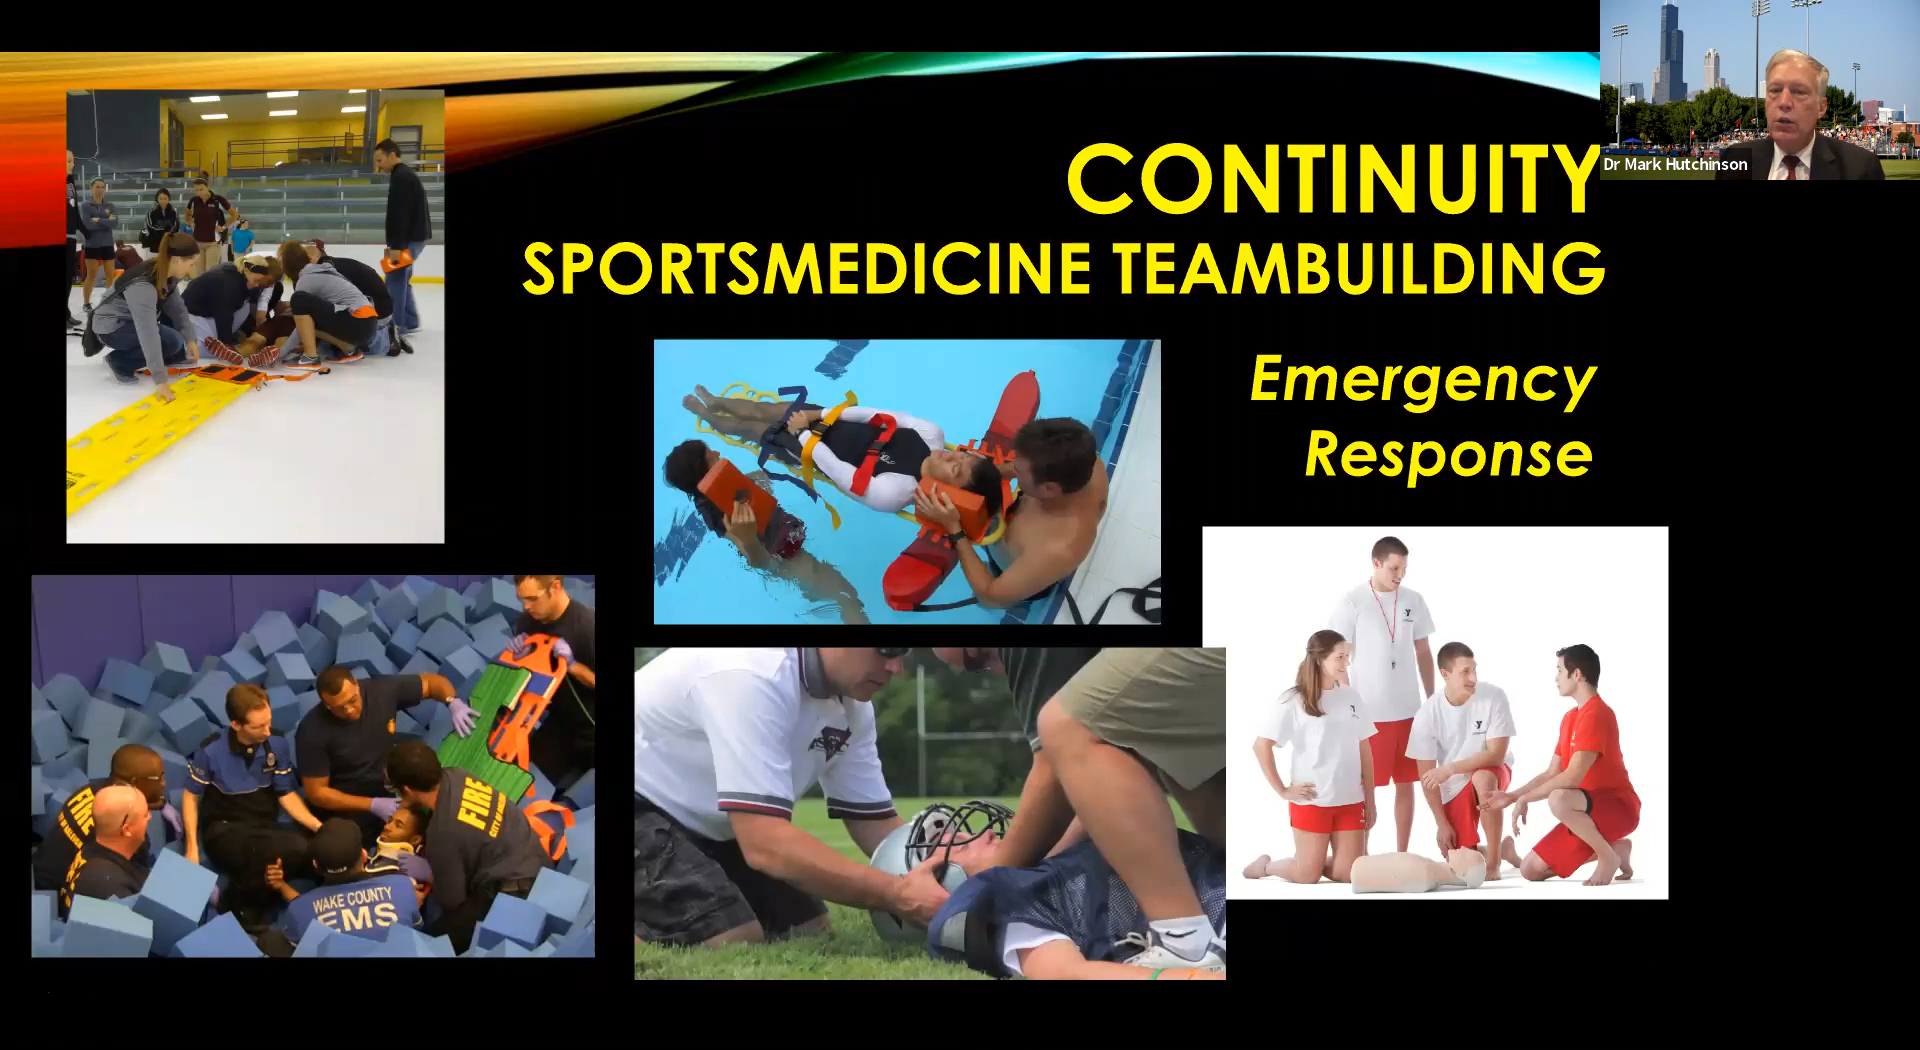 CONTINUITY
SPORTSMEDICINE TEAMBUILDING
Emergency
Response
Dr Mark Hutchinson
FIRE
FIRE
WAKE COUNTY
EMS